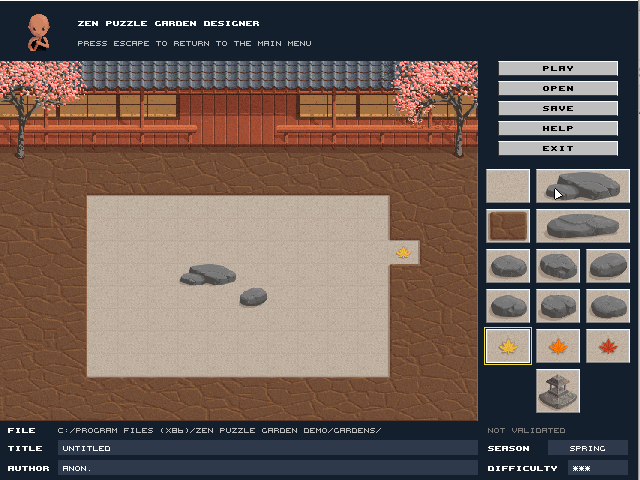 ZEN PUZZLE GARDEN DESIGNER
PRESS ESCAPE TO RETURN TO THE MAIN MENU
PLAY
OPEN
SAVE
HELP
EXIT
FILE C:/PROGRAM FILES (X86)/ZEN PUZZLE GARDEN DEMO/GARDENS/
NOT VALIDATED
TITLE UNTITLED
SEASON SPRING
AUTHOR ANON.
DIFFICULTY ***